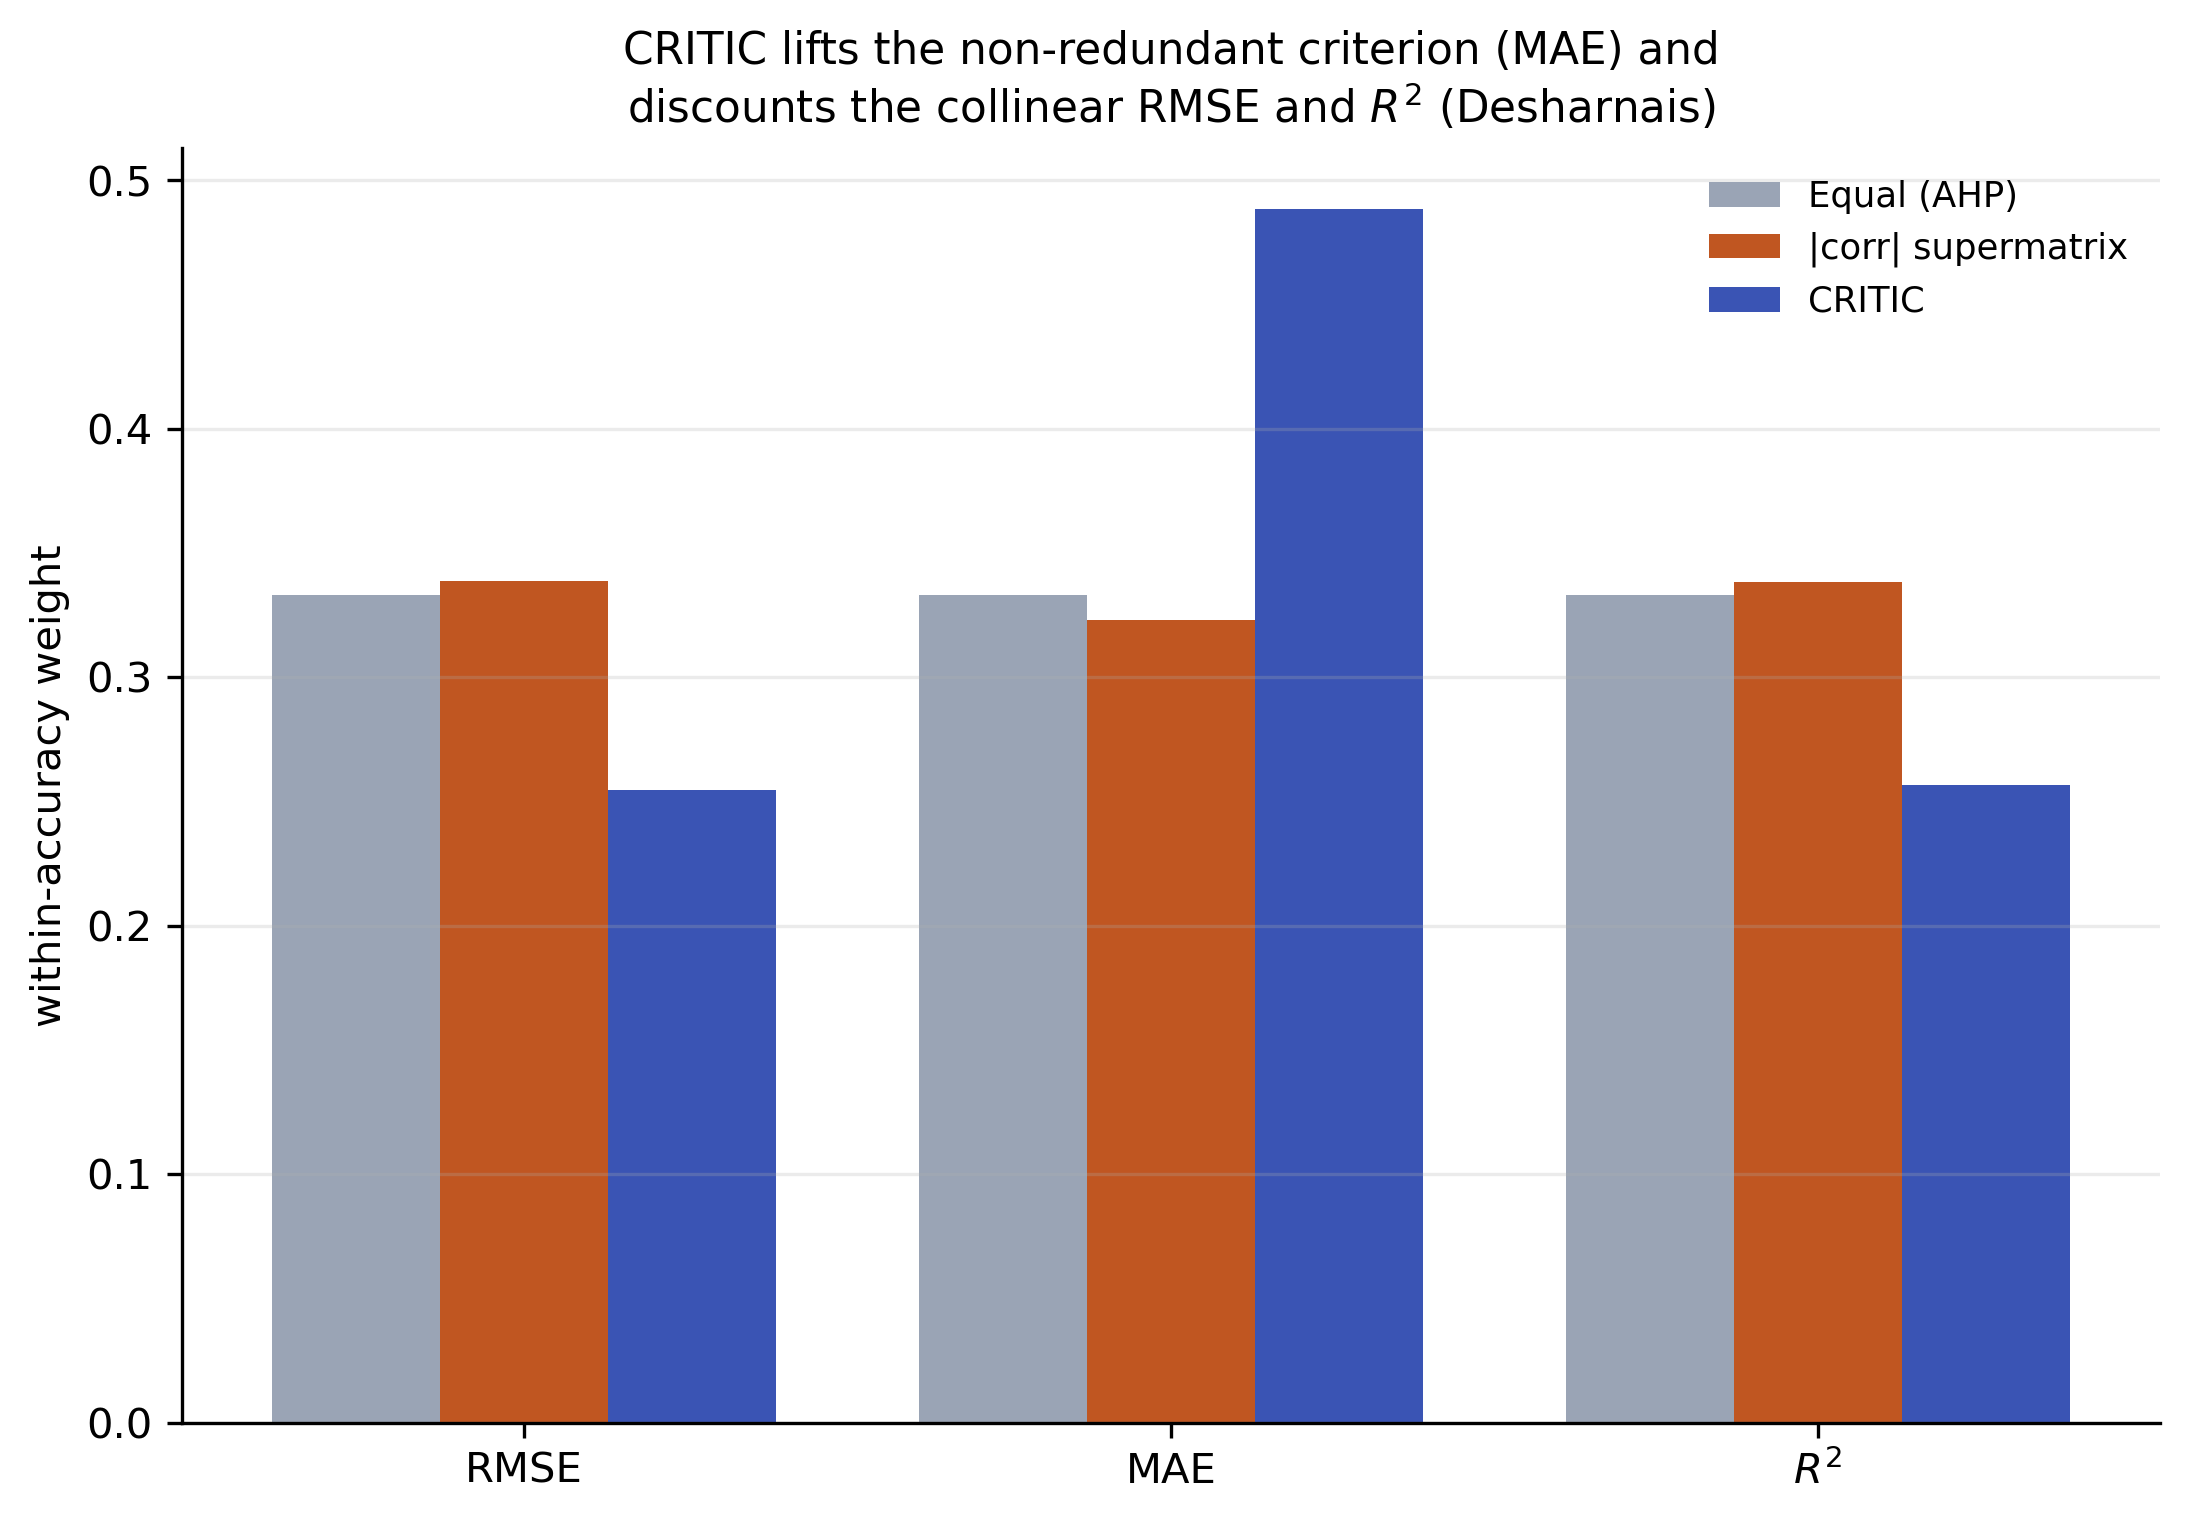 CRITIC lifts the non-redundant criterion (MAE) and
discounts the collinear RMSE and R² (Desharnais)
Equal (AHP)
|corr| supermatrix
CRITIC
within-accuracy weight
0.5
0.4
0.3
0.2
0.1
0.0
RMSE
MAE
R²